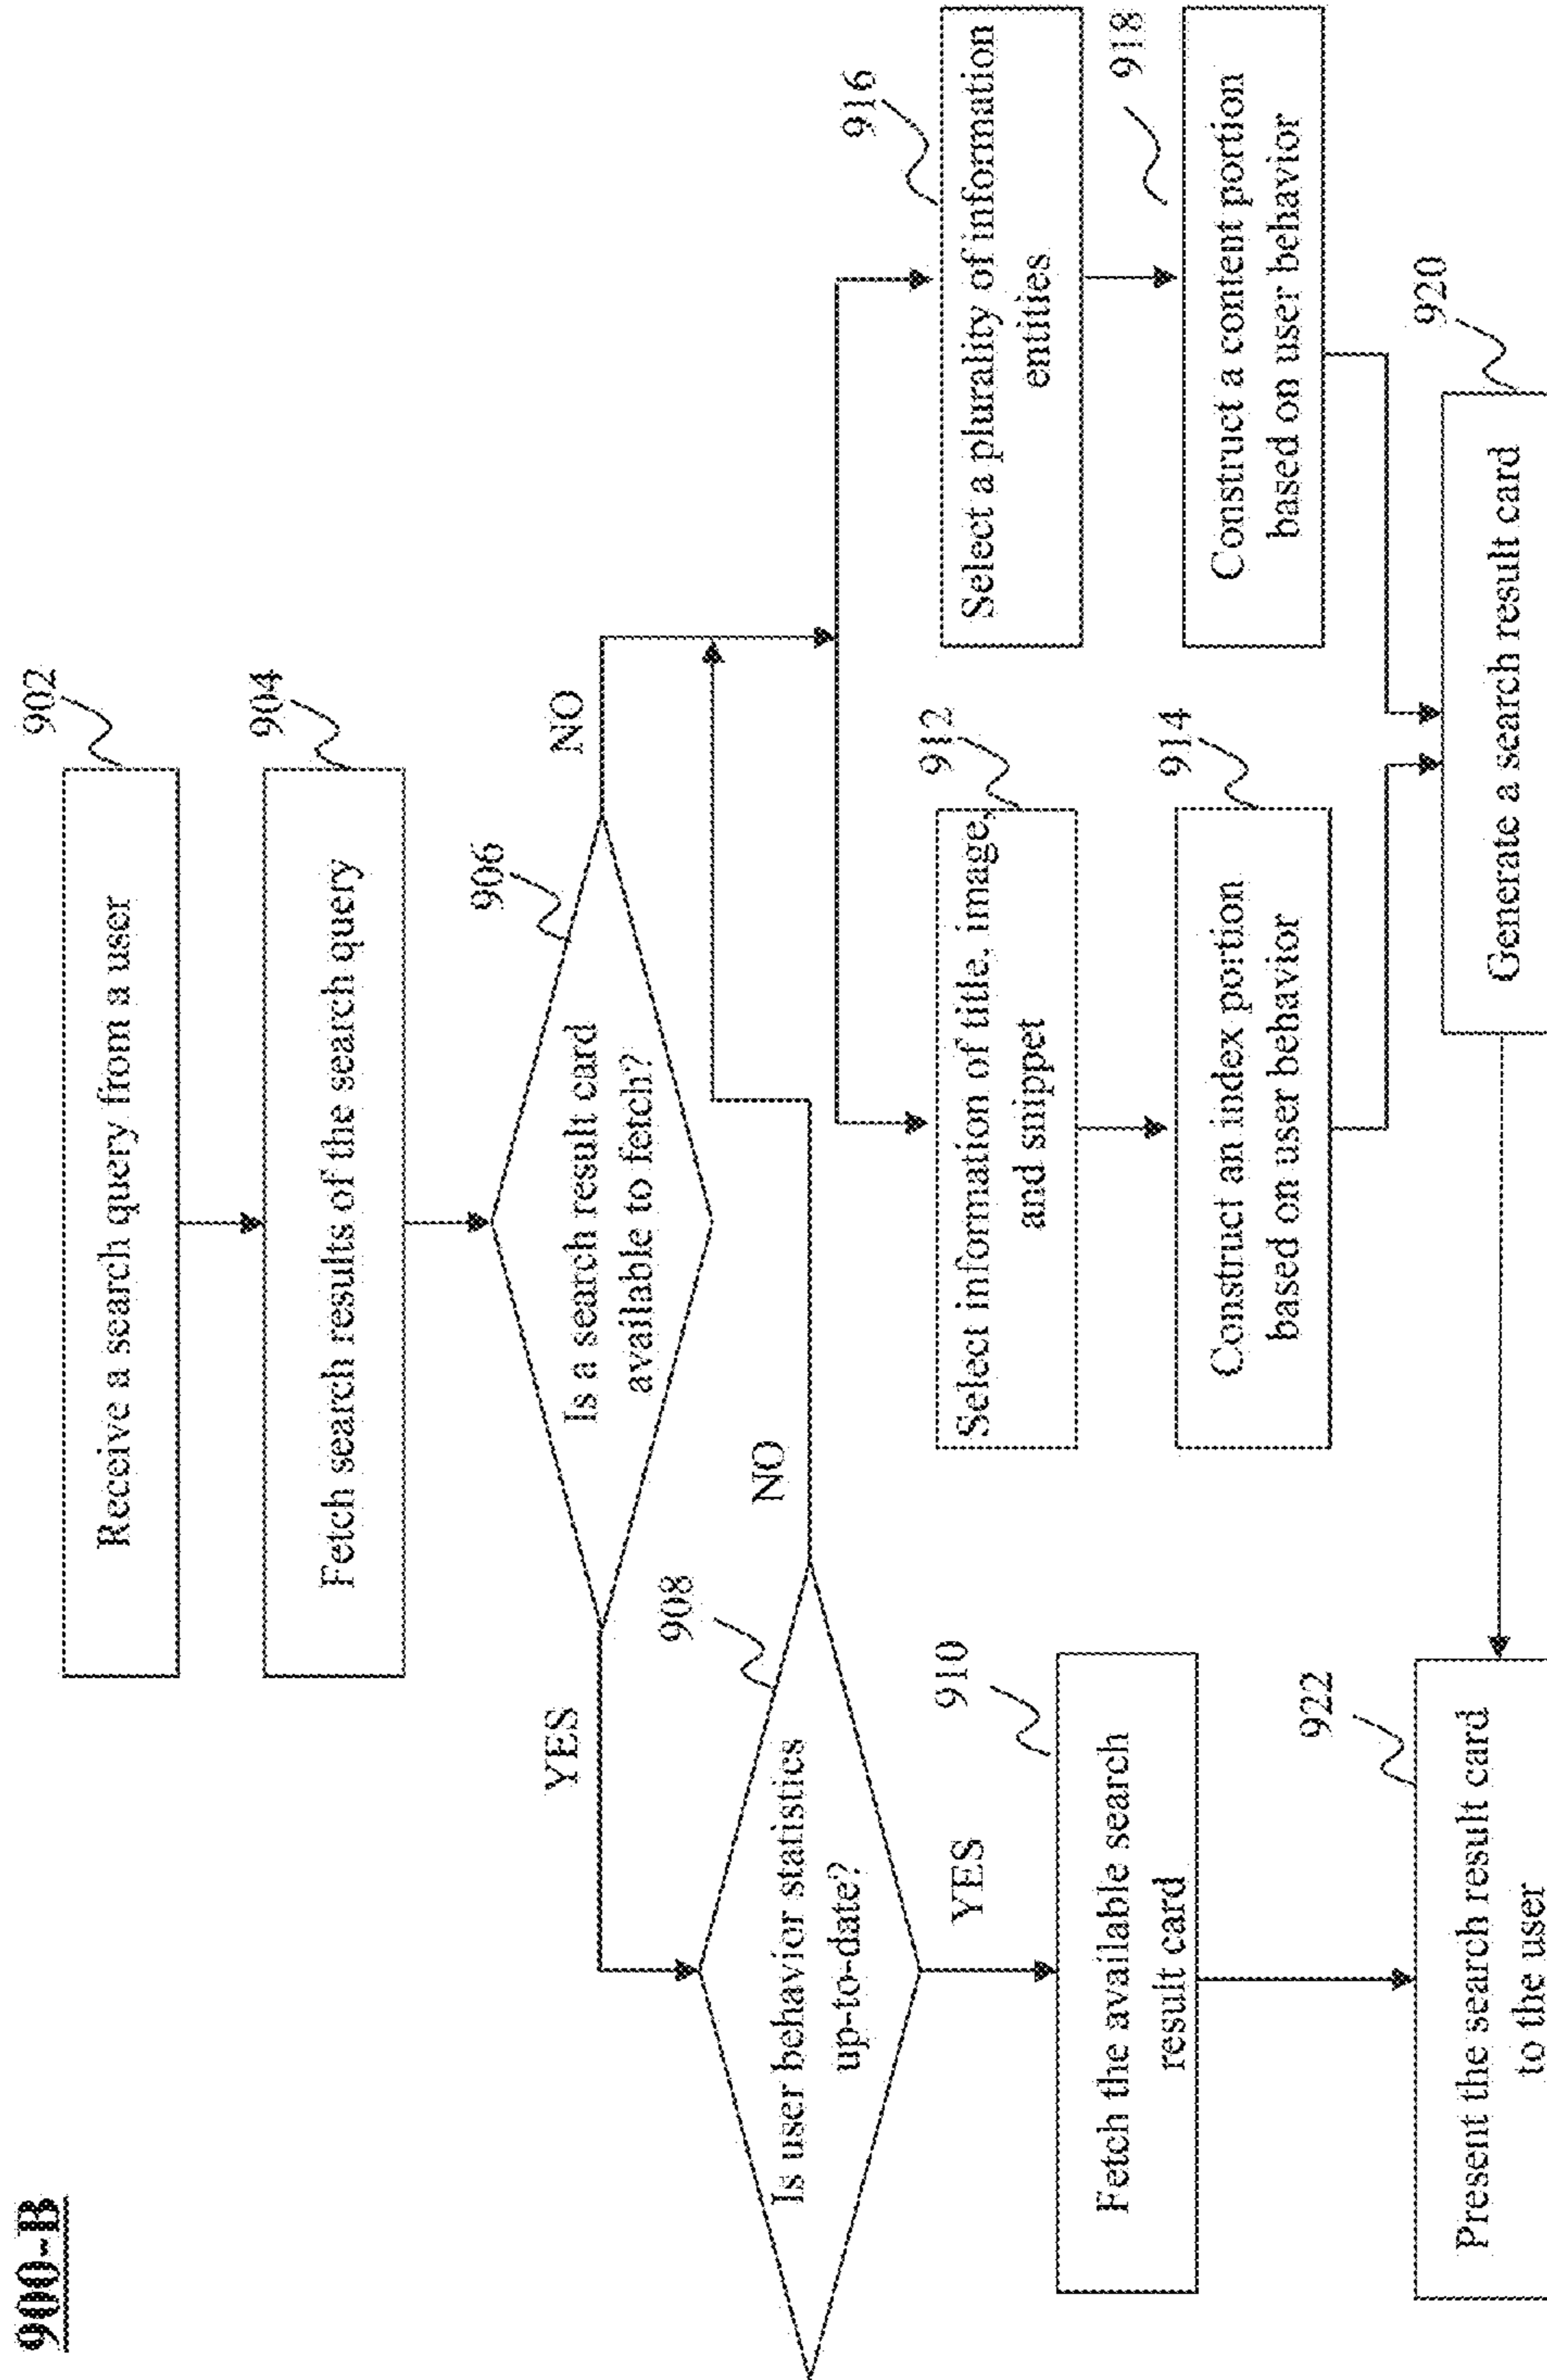 900-B
902
Receive a search query from a user
904
Fetch search results of the search query
906
Is a search result card
available to fetch?
YES
NO
908
Is user behavior statistics
up-to-date?
NO
YES
910
Fetch the available search
result card
912
Select information of title, image,
and snippet
914
Construct an index portion
based on user behavior
916
Select a plurality of information
entities
918
Construct a content portion
based on user behavior
920
Generate a search result card
922
Present the search result card
to the user